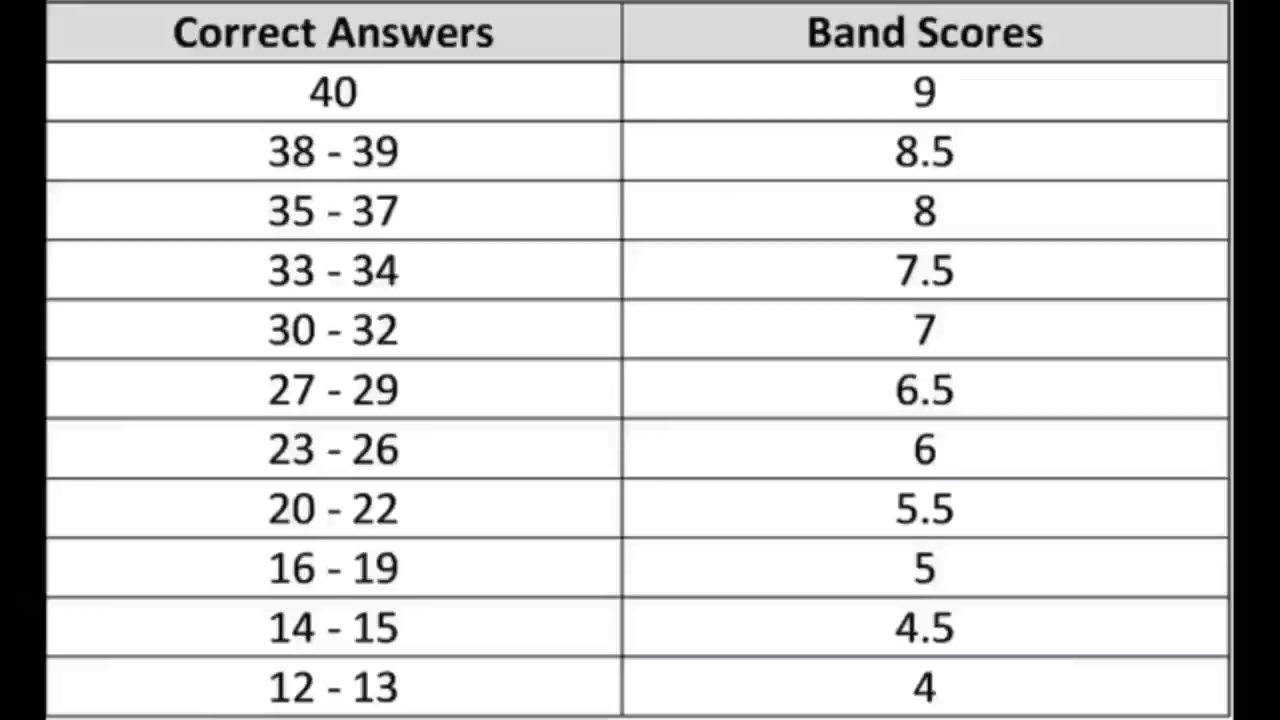 Correct Answers Band Scores
40 9
38 - 39 8.5
35 - 37 8
33 - 34 7.5
30 - 32 7
27 - 29 6.5
23 - 26 6
20 - 22 5.5
16 - 19 5
14 - 15 4.5
12 - 13 4